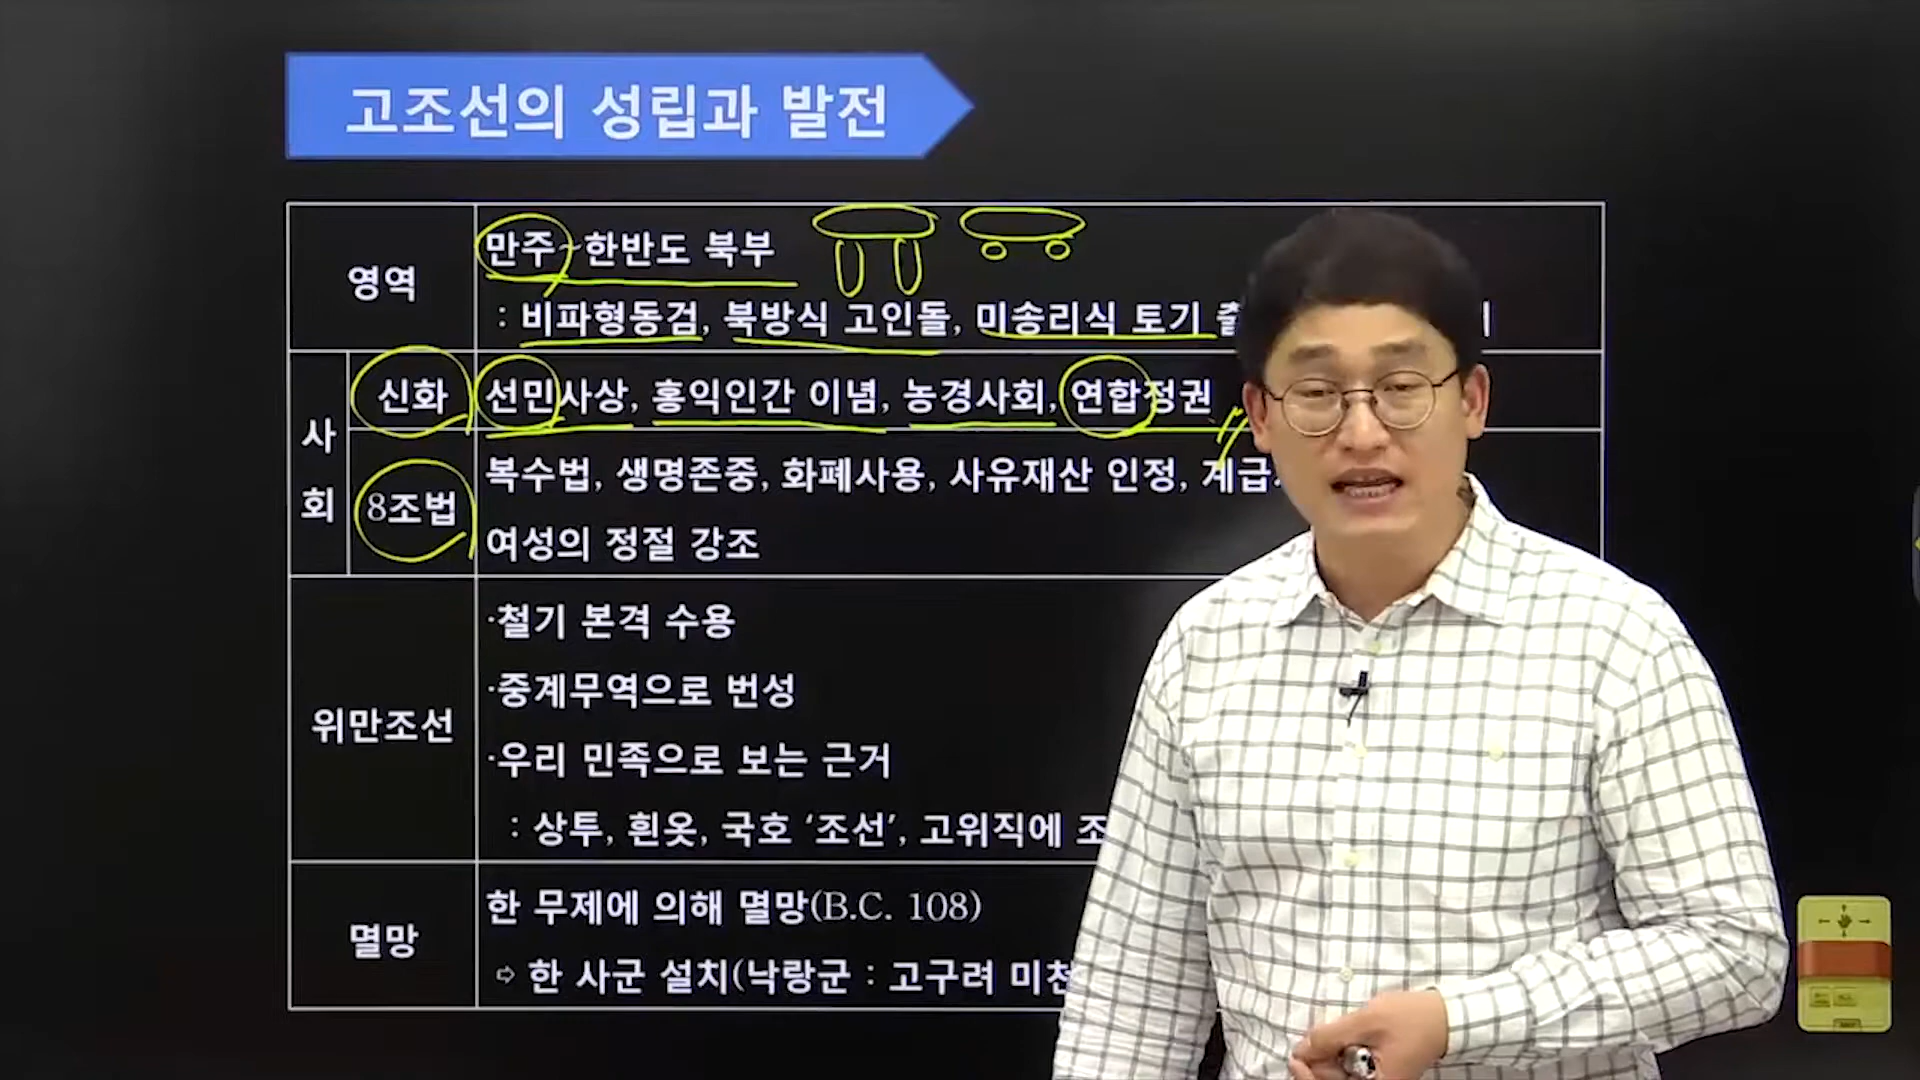 고조선의 성립과 발전
영역
만주~한반도 북부
: 비파형동검, 북방식 고인돌, 미송리식 토기
사회
신화
선민사상, 홍익인간 이념, 농경사회, 연합정권
8조법
복수법, 생명존중, 화폐사용, 사유재산 인정, 계급
여성의 정절 강조
위만조선
·철기 본격 수용
·중계무역으로 번성
·우리 민족으로 보는 근거
: 상투, 흰옷, 국호 ‘조선’, 고위직에
멸망
한 무제에 의해 멸망(B.C. 108)
⇨ 한 사군 설치(낙랑군 : 고구려 미천